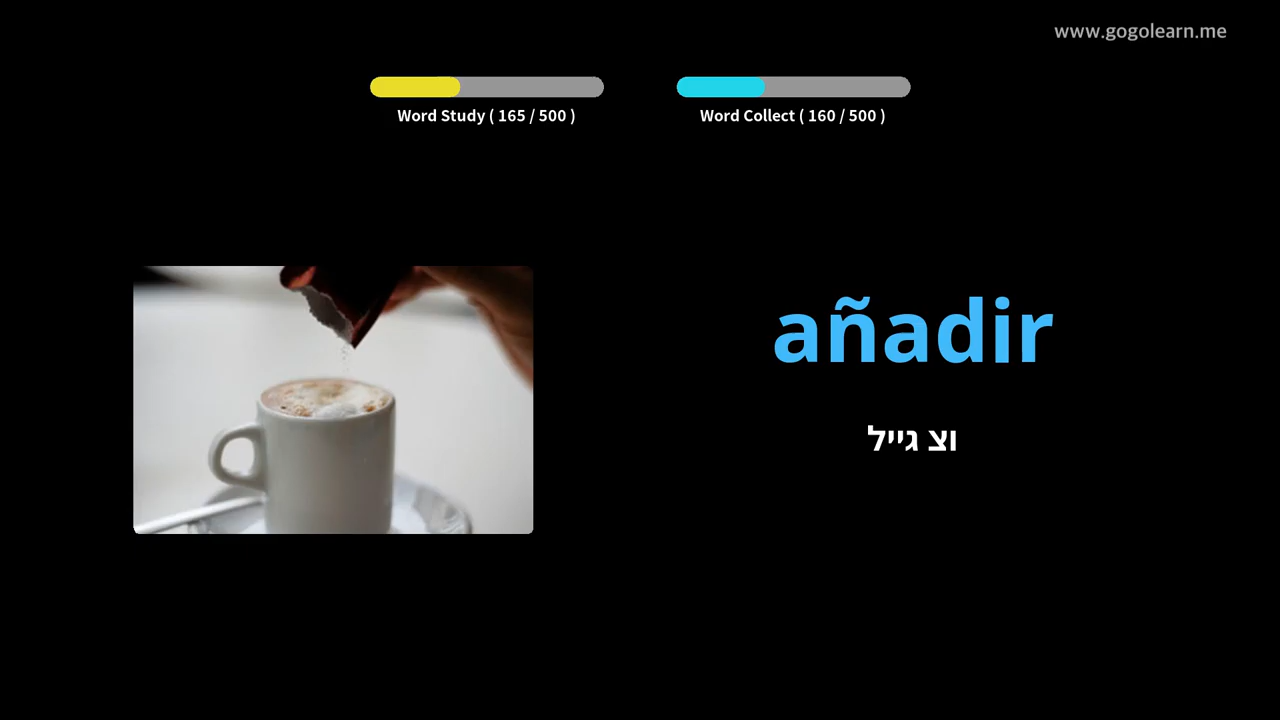 www.gogolearn.me
Word Study ( 165 / 500 )
Word Collect ( 160 / 500 )
añadir
וצ גייל